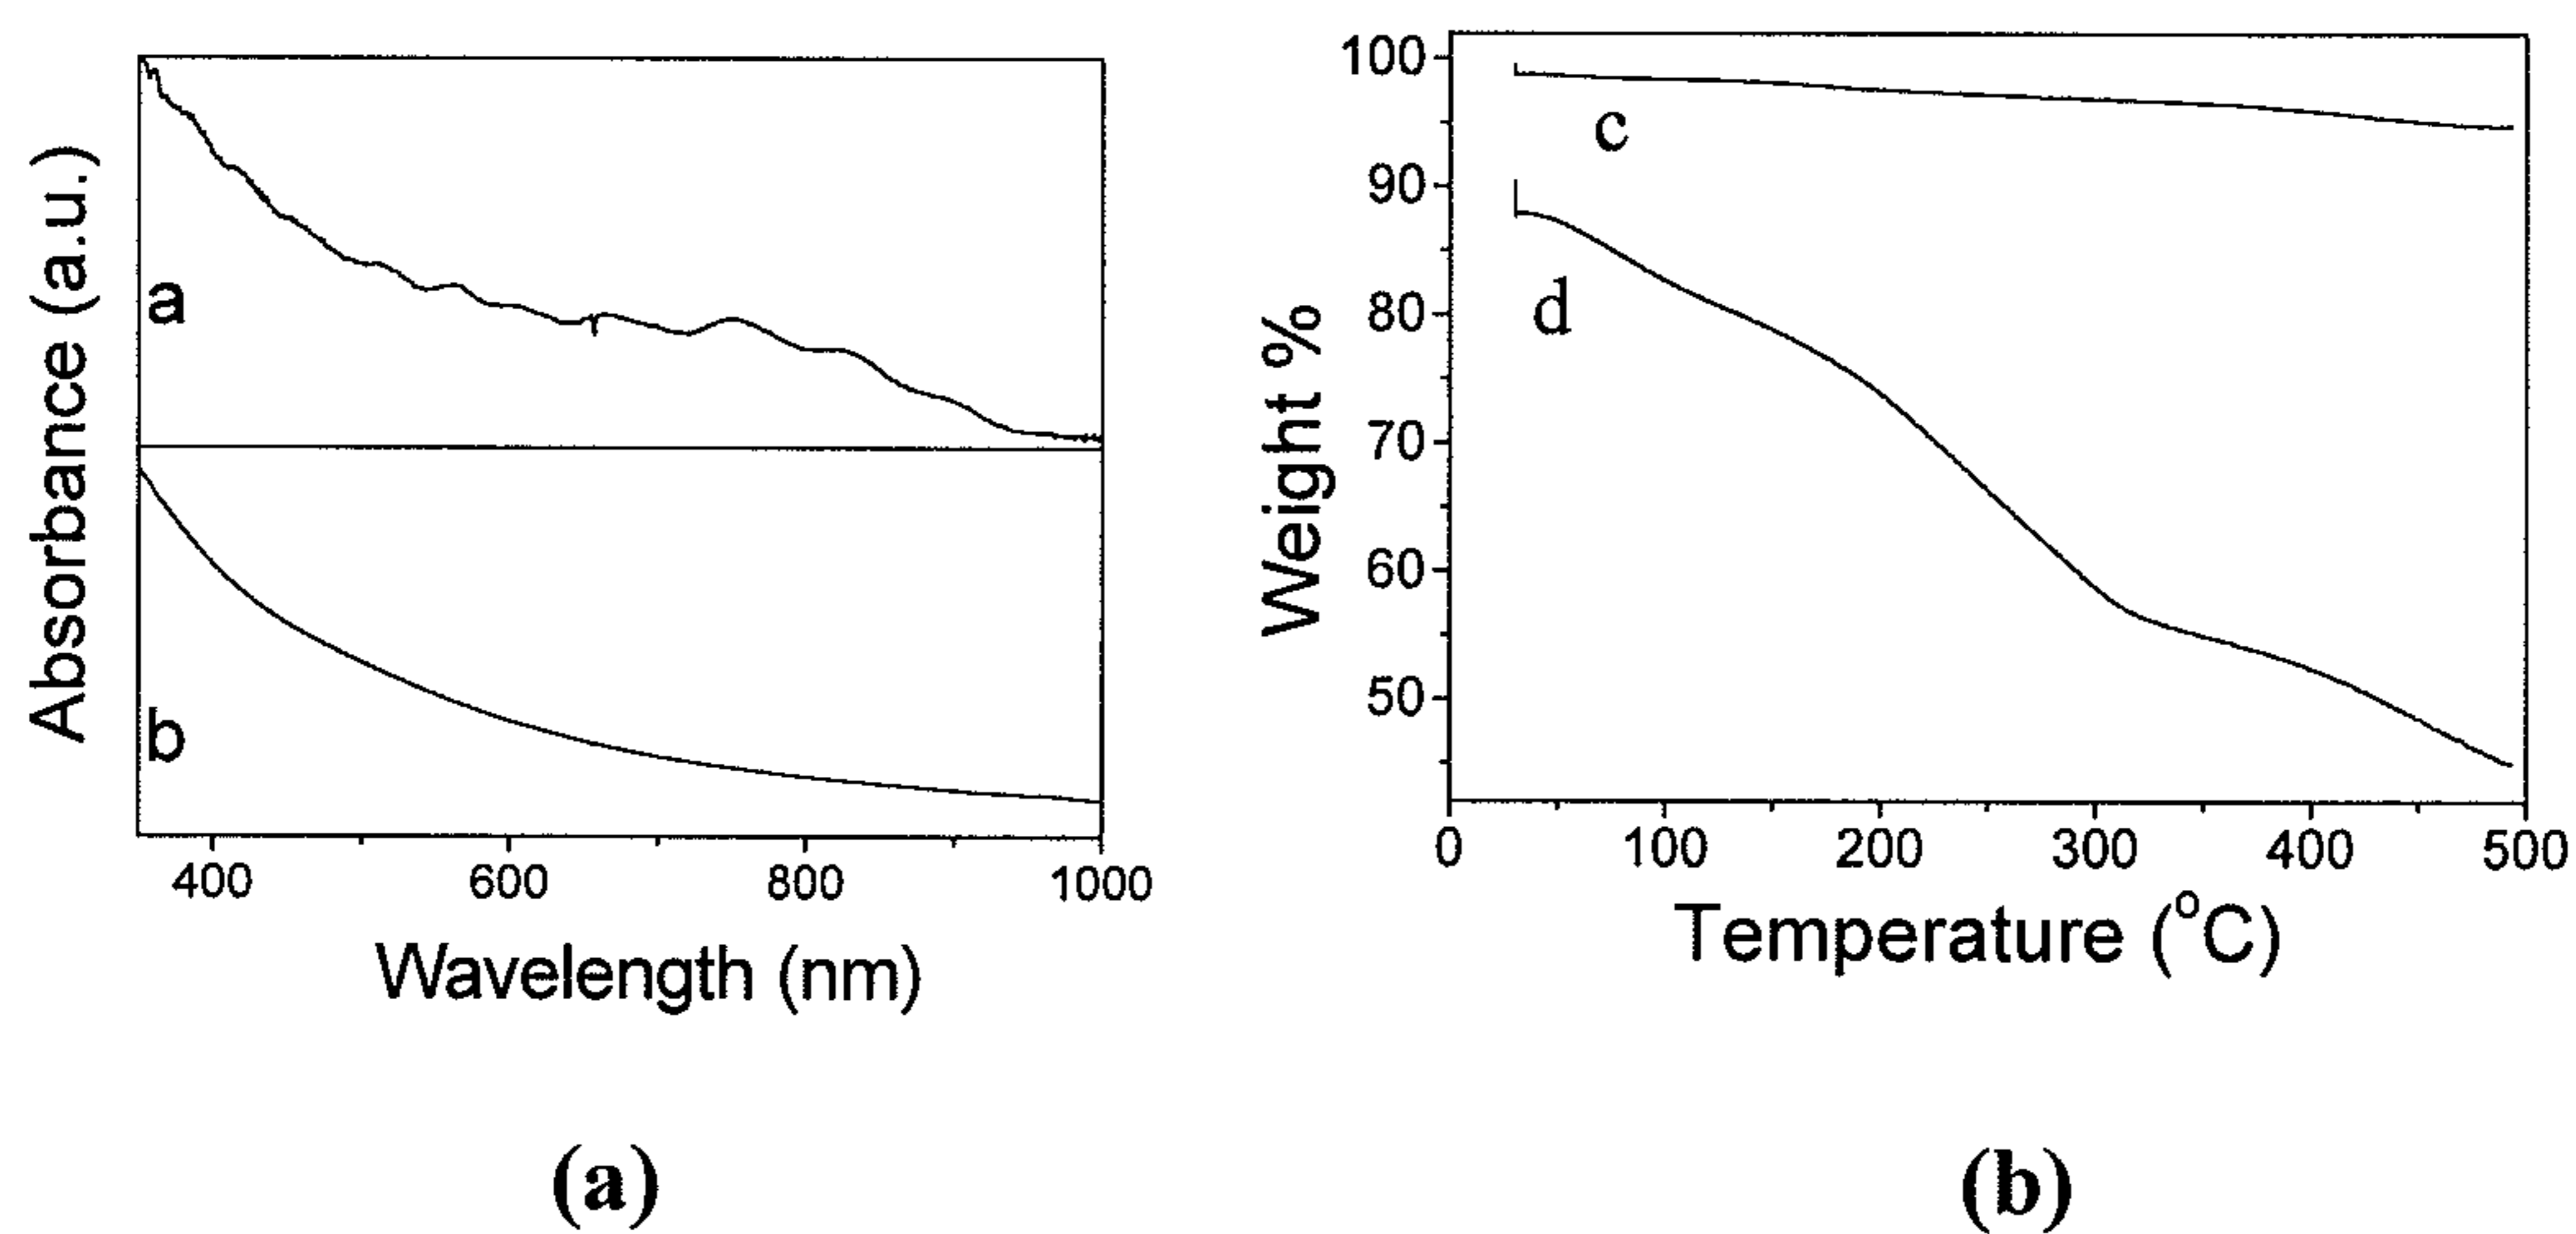 Absorbance (a.u.)
a
b
400 600 800 1000
Wavelength (nm)
(a)
Weight %
100
90
80
70
60
50
c
d
0 100 200 300 400 500
Temperature (°C)
(b)